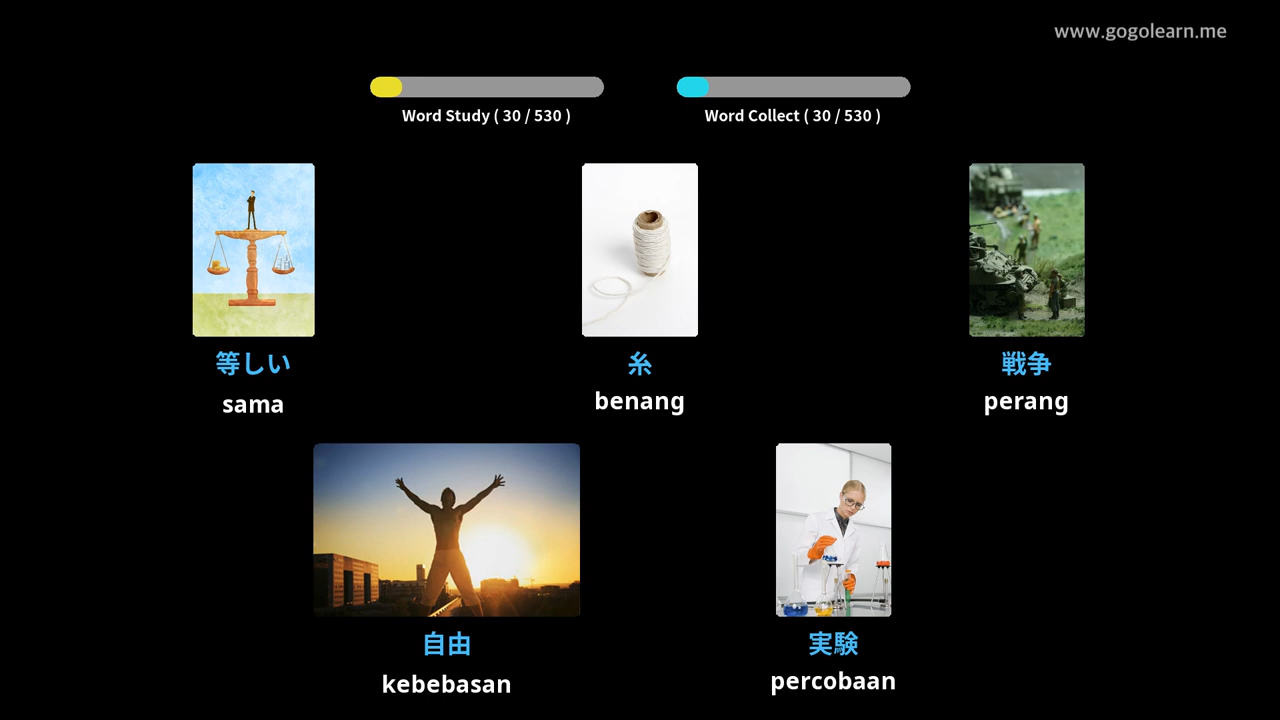 www.gogolearn.me
Word Study ( 30 / 530 )
Word Collect ( 30 / 530 )
等しい
sama
糸
benang
戦争
perang
自由
kebebasan
実験
percobaan